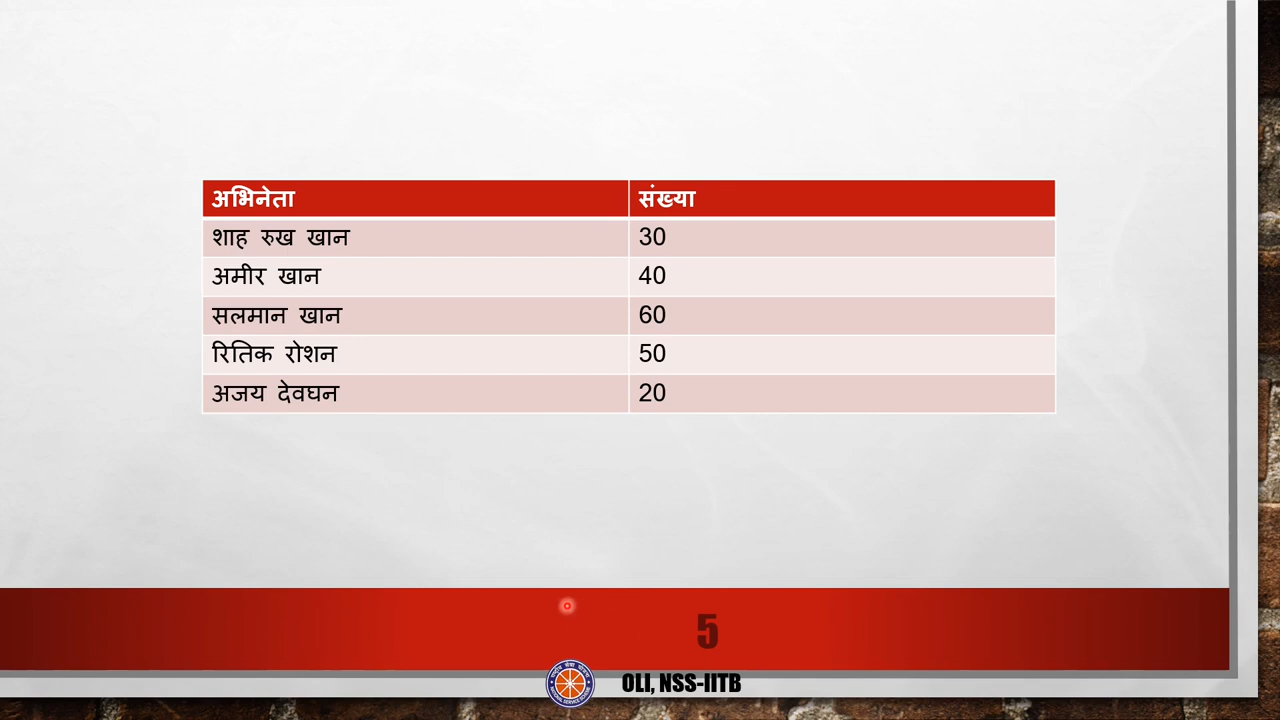 अभिनेता संख्या
शाह रुख खान 30
अमीर खान 40
सलमान खान 60
रितिक रोशन 50
अजय देवघन 20
5
OLI, NSS-IITB